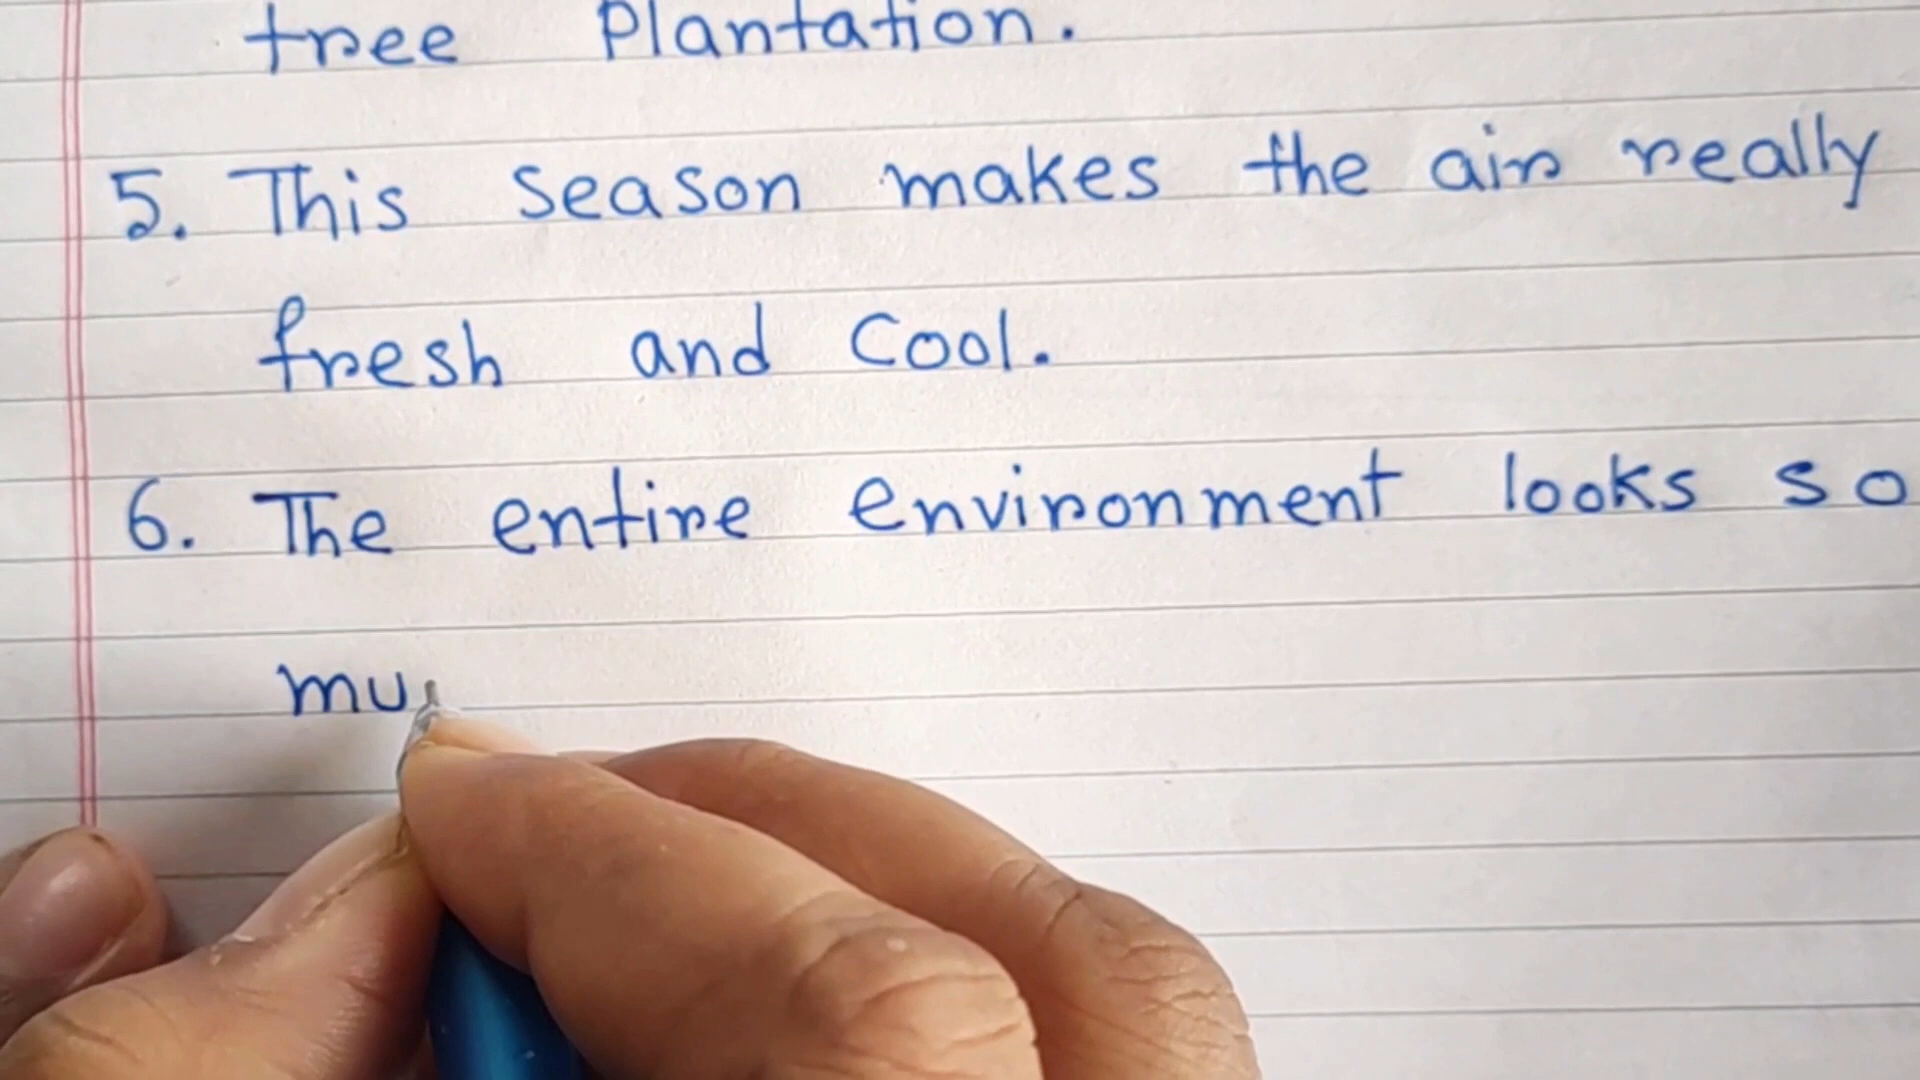 tree Plantation.
5. This season makes the air really
fresh and Cool.
6. The entire environment looks so
mu